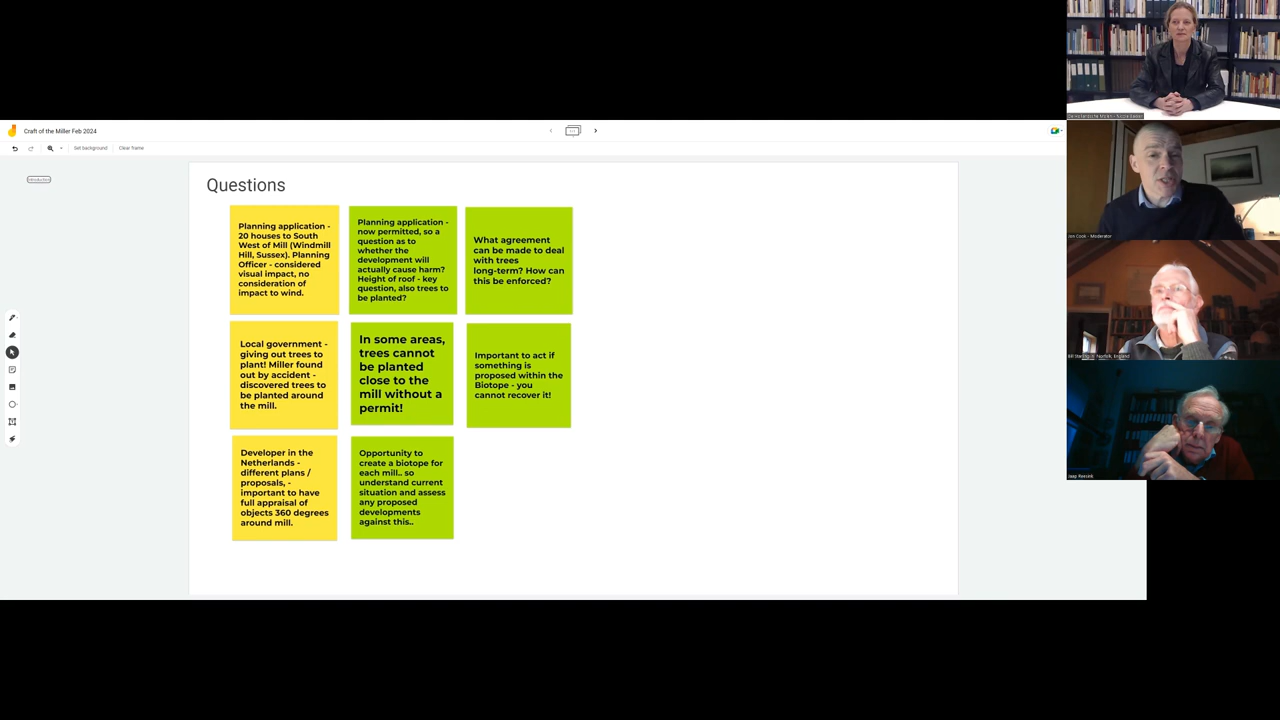 Craft of the Miller Feb 2024
Set background
Clear frame
Questions
Planning application -
20 houses to South
West of Mill (Windmill
Hill, Sussex). Planning
Officer - considered
visual impact, no
consideration of
impact to wind.
Planning application -
now permitted, so a
question as to
whether the
development will
actually cause harm?
Height of roof - key
question, also trees to
be planted?
What agreement
can be made to deal
with trees
long-term? How can
this be enforced?
Local government -
giving out trees to
plant! Miller found
out by accident -
discovered trees to
be planted around
the mill.
In some areas,
trees cannot
be planted
close to the
mill without a
permit!
Important to act if
something is
proposed within the
Biotope - you
cannot recover it!
Developer in the
Netherlands -
different plans /
proposals, -
important to have
full appraisal of
objects 360 degrees
around mill.
Opportunity to
create a biotope for
each mill.. so
understand current
situation and assess
any proposed
developments
against this..
Jon Cook - Moderator
Norfolk, England
Jaap Reesink